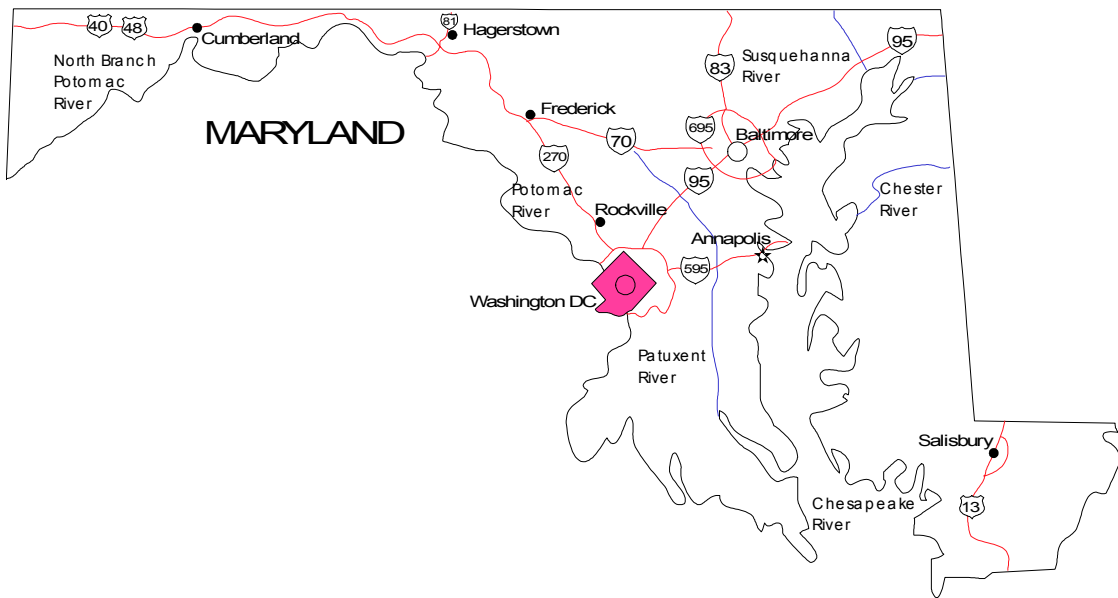 81
40
48
Cumberland
Hagerstown
95
North Branch
Potomac
River
83
Susquehanna
River
Frederick
MARYLAND
70
695
Baltimore
270
95
Potomac
River
Chester
River
Rockville
Annapolis
595
Washington DC
Patuxent
River
Salisbury
Chesapeake
River
13